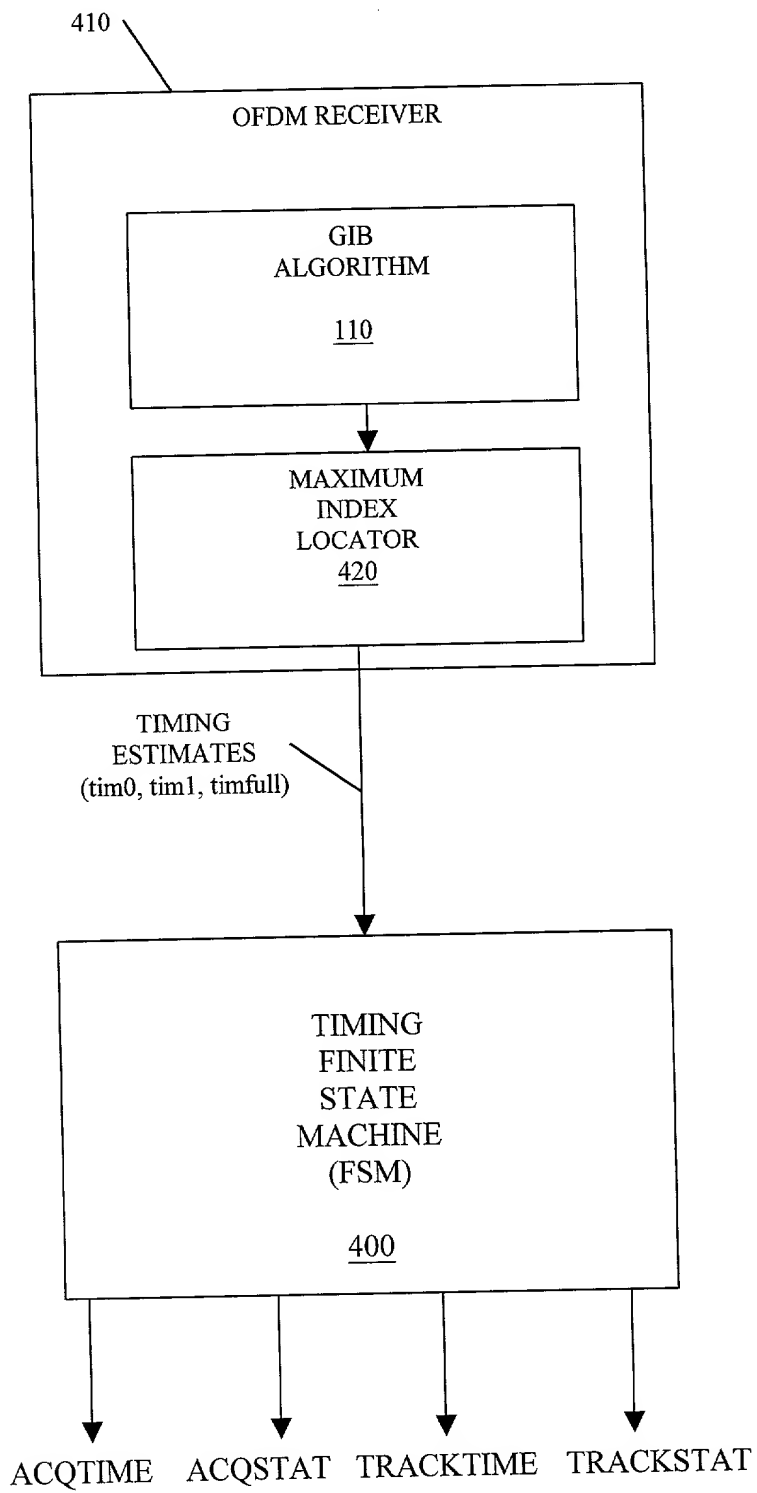 410
OFDM RECEIVER
GIB
ALGORITHM
110
MAXIMUM
INDEX
LOCATOR
420
TIMING
ESTIMATES
(tim0, tim1, timfull)
TIMING
FINITE
STATE
MACHINE
(FSM)
400
ACQTIME ACQSTAT TRACKTIME TRACKSTAT